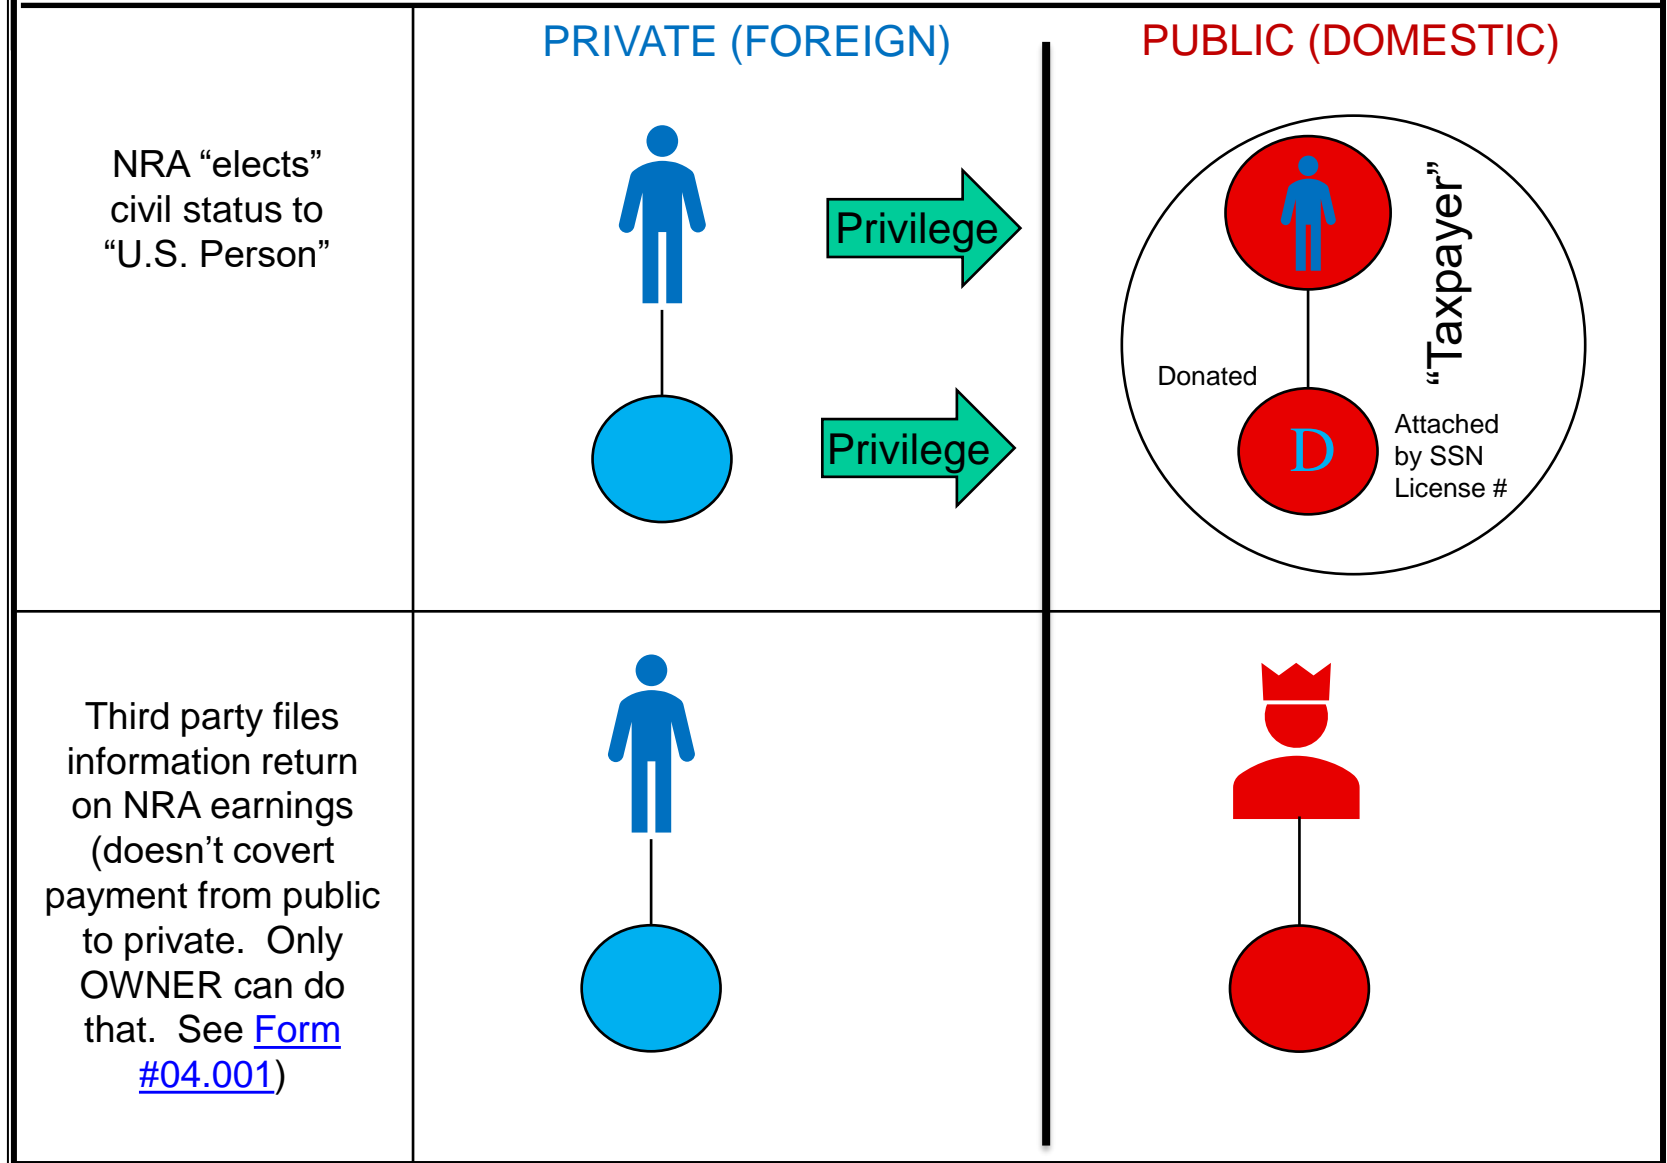 PRIVATE (FOREIGN)
PUBLIC (DOMESTIC)
NRA “elects”
civil status to
“U.S. Person”
Privilege
Privilege
“Taxpayer”
Donated
D
Attached
by SSN
License #
Third party files
information return
on NRA earnings
(doesn’t covert
payment from public
to private.  Only
OWNER can do
that.  See Form
#04.001)